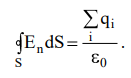 ∮_S E_n dS = (∑_i q_i) / ε_0 .